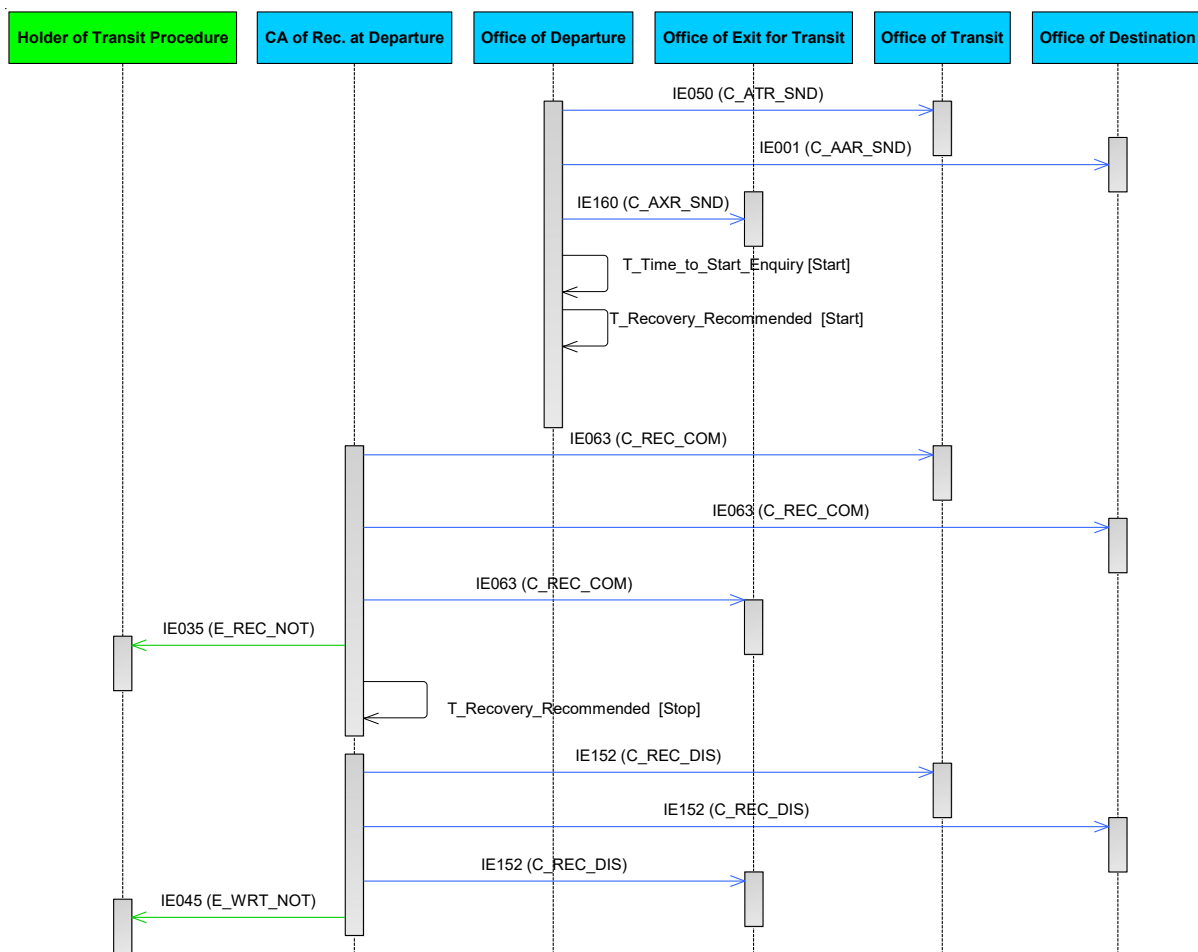 Holder of Transit Procedure
CA of Rec. at Departure
Office of Departure
Office of Exit for Transit
Office of Transit
Office of Destination
IE050 (C_ATR_SND)
IE001 (C_AAR_SND)
IE160 (C_AXR_SND)
T_Time_to_Start_Enquiry [Start]
T_Recovery_Recommended [Start]
IE063 (C_REC_COM)
IE063 (C_REC_COM)
IE063 (C_REC_COM)
IE035 (E_REC_NOT)
T_Recovery_Recommended [Stop]
IE152 (C_REC_DIS)
IE152 (C_REC_DIS)
IE152 (C_REC_DIS)
IE045 (E_WRT_NOT)